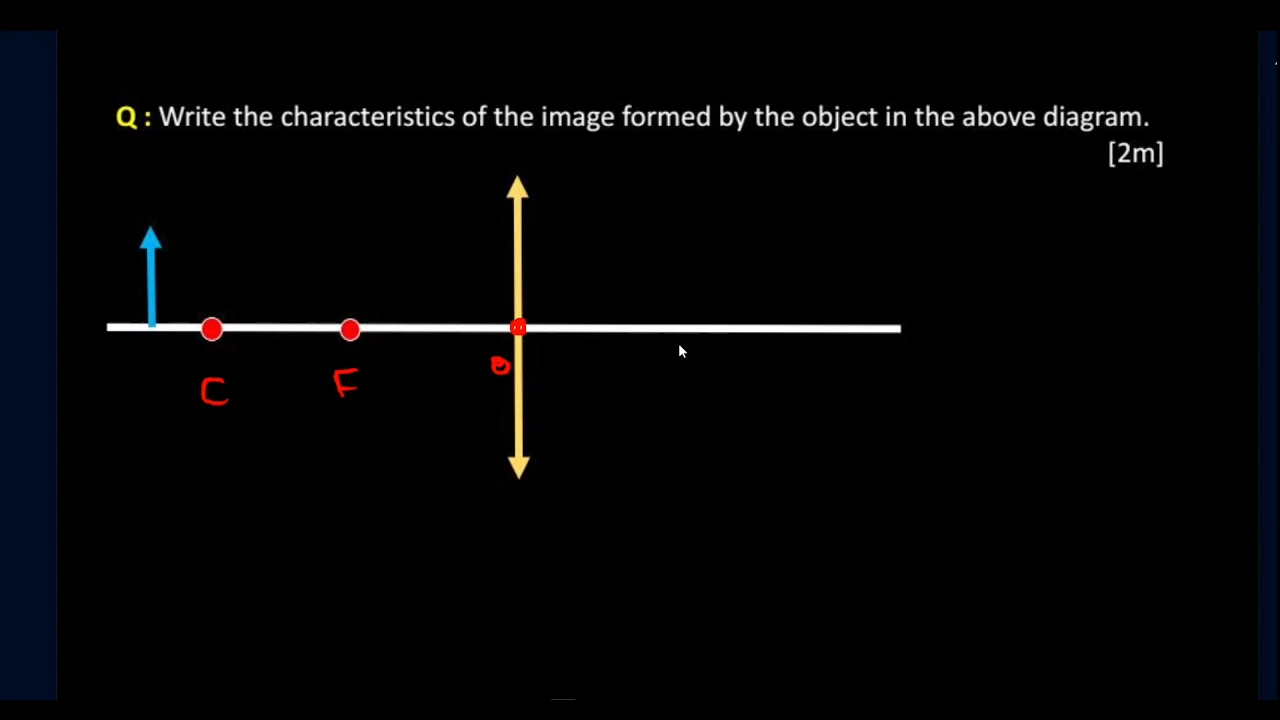 Q : Write the characteristics of the image formed by the object in the above diagram.
[2m]
C F O